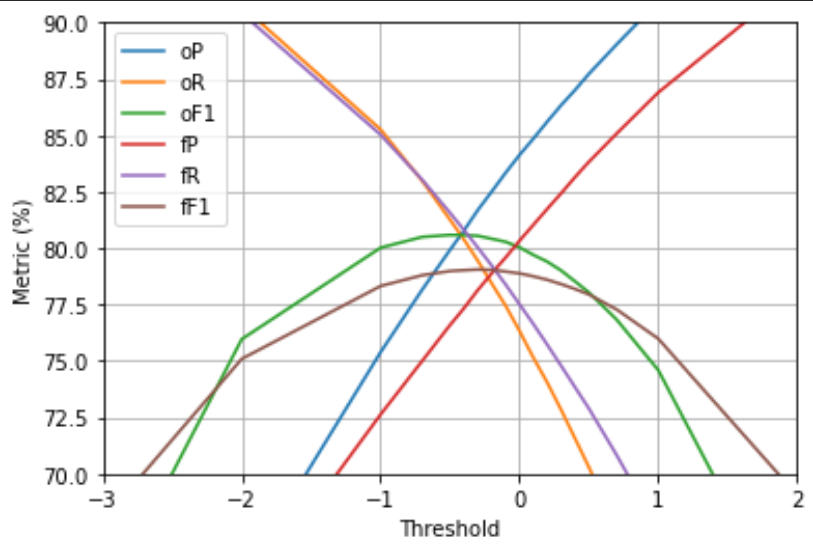 90.0
87.5
85.0
82.5
80.0
77.5
75.0
72.5
70.0
Metric (%)
oP
oR
oF1
fP
fR
fF1
−3 −2 −1 0 1 2
Threshold